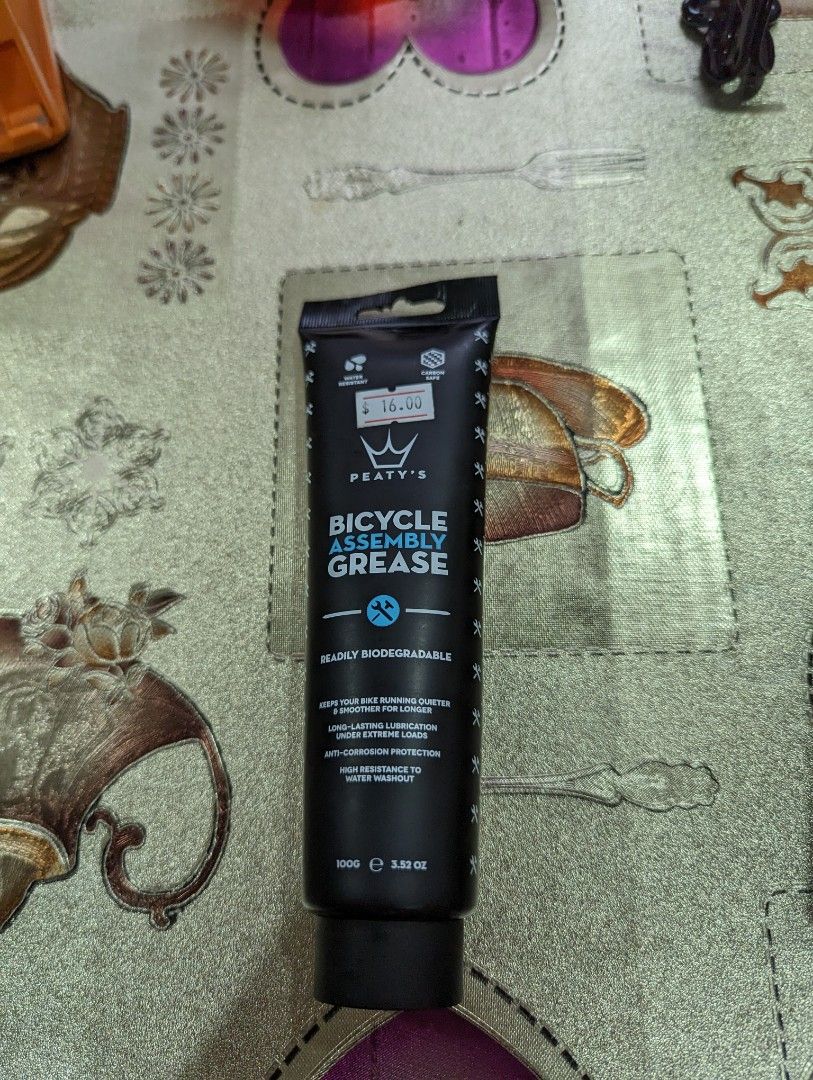 WATER
RESISTANT
CARBON
SAFE
$ 16.00
PEATY'S
BICYCLE
ASSEMBLY
GREASE
READILY BIODEGRADABLE
KEEPS YOUR BIKE RUNNING QUIETER
& SMOOTHER FOR LONGER
LONG-LASTING LUBRICATION
UNDER EXTREME LOADS
ANTI-CORROSION PROTECTION
HIGH RESISTANCE TO
WATER WASHOUT
100G ℮ 3.52 OZ